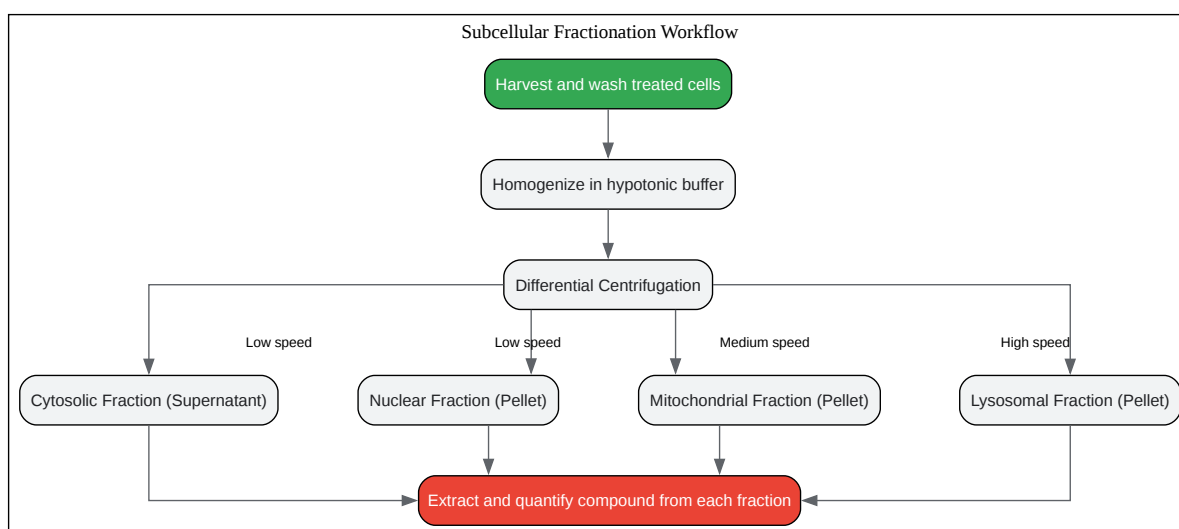 Subcellular Fractionation Workflow
Harvest and wash treated cells
Homogenize in hypotonic buffer
Differential Centrifugation
Low speed
Low speed
Medium speed
High speed
Cytosolic Fraction (Supernatant)
Nuclear Fraction (Pellet)
Mitochondrial Fraction (Pellet)
Lysosomal Fraction (Pellet)
Extract and quantify compound from each fraction